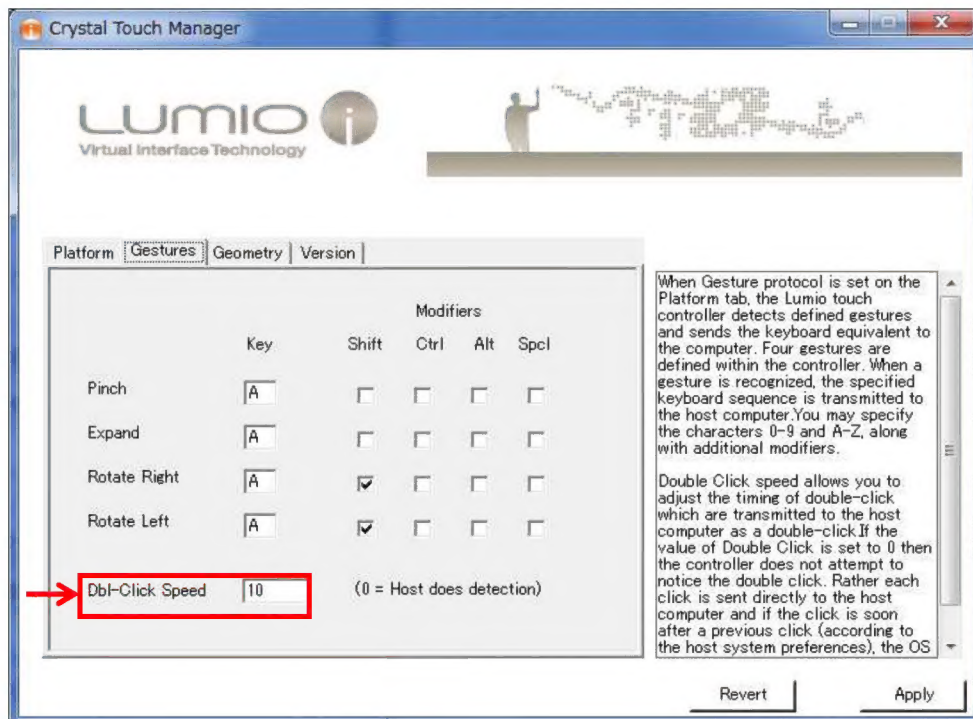 Crystal Touch Manager
LUMIO i
Virtual Interface Technology
Platform Gestures Geometry Version
Modifiers
Key Shift Ctrl Alt Spcl
Pinch A
Expand A
Rotate Right A
Rotate Left A
Dbl-Click Speed 10 (0 = Host does detection)
When Gesture protocol is set on the
Platform tab, the Lumio touch
controller detects defined gestures
and sends the keyboard equivalent to
the computer. Four gestures are
defined within the controller. When a
gesture is recognized, the specified
keyboard sequence is transmitted to
the host computer.You may specify
the characters 0-9 and A-Z, along
with additional modifiers.
Double Click speed allows you to
adjust the timing of double-click
which are transmitted to the host
computer as a double-click.If the
value of Double Click is set to 0 then
the controller does not attempt to
notice the double click. Rather each
click is sent directly to the host
computer and if the click is soon
after a previous click (according to
the host system preferences), the OS
Revert Apply